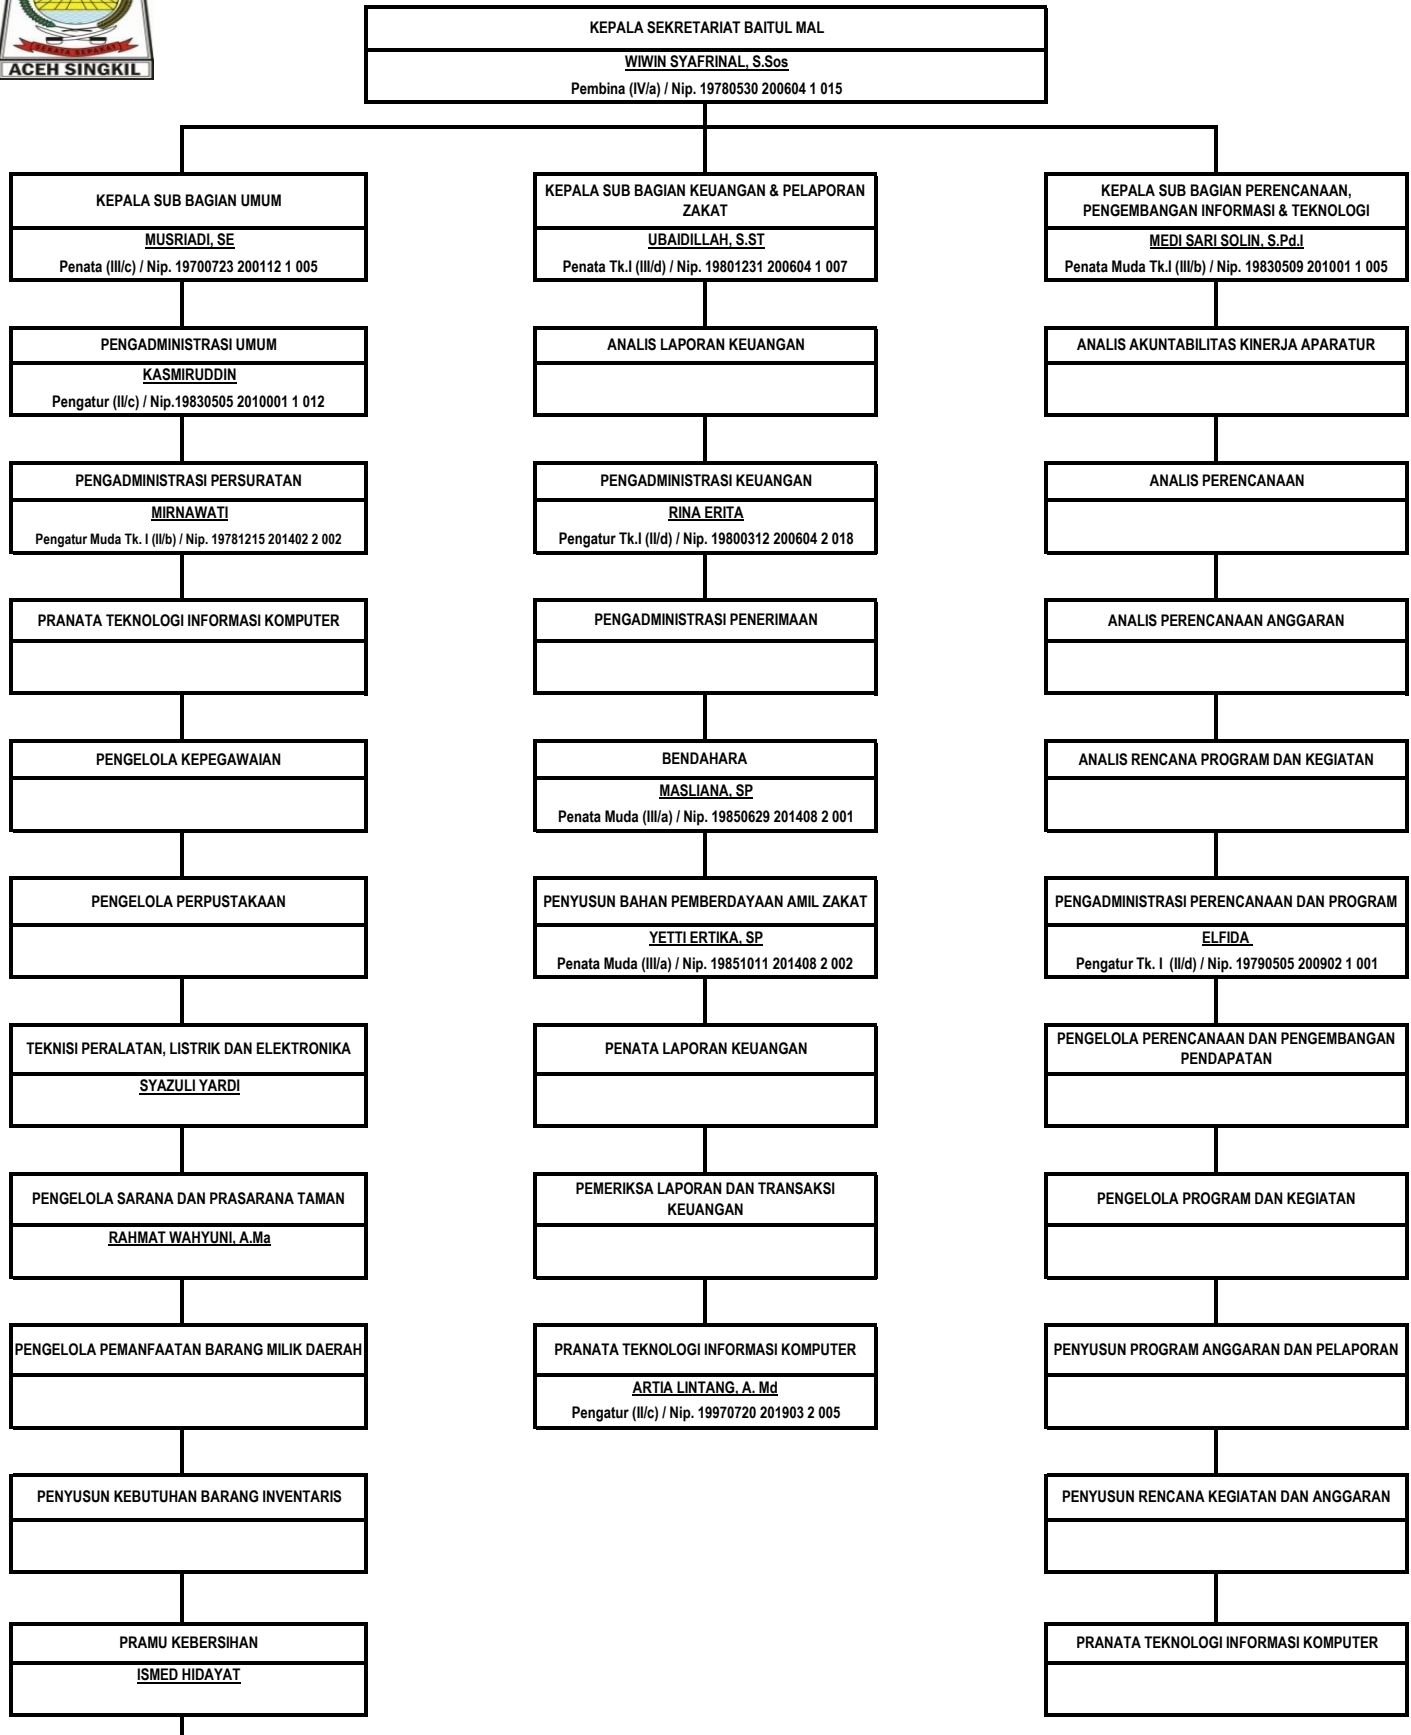 SEKATA SEPAKAT
ACEH SINGKIL
KEPALA SEKRETARIAT BAITUL MAL
WIWIN SYAFRINAL, S.Sos
Pembina (IV/a) / Nip. 19780530 200604 1 015
KEPALA SUB BAGIAN UMUM
MUSRIADI, SE
Penata (III/c) / Nip. 19700723 200112 1 005
PENGADMINISTRASI UMUM
KASMIRUDDIN
Pengatur (II/c) / Nip.19830505 2010001 1 012
PENGADMINISTRASI PERSURATAN
MIRNAWATI
Pengatur Muda Tk. I (II/b) / Nip. 19781215 201402 2 002
PRANATA TEKNOLOGI INFORMASI KOMPUTER
PENGELOLA KEPEGAWAIAN
PENGELOLA PERPUSTAKAAN
TEKNISI PERALATAN, LISTRIK DAN ELEKTRONIKA
SYAZULI YARDI
PENGELOLA SARANA DAN PRASARANA TAMAN
RAHMAT WAHYUNI, A.Ma
PENGELOLA PEMANFAATAN BARANG MILIK DAERAH
PENYUSUN KEBUTUHAN BARANG INVENTARIS
PRAMU KEBERSIHAN
ISMED HIDAYAT
KEPALA SUB BAGIAN KEUANGAN & PELAPORAN
ZAKAT
UBAIDILLAH, S.ST
Penata Tk.I (III/d) / Nip. 19801231 200604 1 007
ANALIS LAPORAN KEUANGAN
PENGADMINISTRASI KEUANGAN
RINA ERITA
Pengatur Tk.I (II/d) / Nip. 19800312 200604 2 018
PENGADMINISTRASI PENERIMAAN
BENDAHARA
MASLIANA, SP
Penata Muda (III/a) / Nip. 19850629 201408 2 001
PENYUSUN BAHAN PEMBERDAYAAN AMIL ZAKAT
YETTI ERTIKA, SP
Penata Muda (III/a) / Nip. 19851011 201408 2 002
PENATA LAPORAN KEUANGAN
PEMERIKSA LAPORAN DAN TRANSAKSI
KEUANGAN
PRANATA TEKNOLOGI INFORMASI KOMPUTER
ARTIA LINTANG, A. Md
Pengatur (II/c) / Nip. 19970720 201903 2 005
KEPALA SUB BAGIAN PERENCANAAN,
PENGEMBANGAN INFORMASI & TEKNOLOGI
MEDI SARI SOLIN, S.Pd.I
Penata Muda Tk.I (III/b) / Nip. 19830509 201001 1 005
ANALIS AKUNTABILITAS KINERJA APARATUR
ANALIS PERENCANAAN
ANALIS PERENCANAAN ANGGARAN
ANALIS RENCANA PROGRAM DAN KEGIATAN
PENGADMINISTRASI PERENCANAAN DAN PROGRAM
ELFIDA
Pengatur Tk. I (II/d) / Nip. 19790505 200902 1 001
PENGELOLA PERENCANAAN DAN PENGEMBANGAN
PENDAPATAN
PENGELOLA PROGRAM DAN KEGIATAN
PENYUSUN PROGRAM ANGGARAN DAN PELAPORAN
PENYUSUN RENCANA KEGIATAN DAN ANGGARAN
PRANATA TEKNOLOGI INFORMASI KOMPUTER